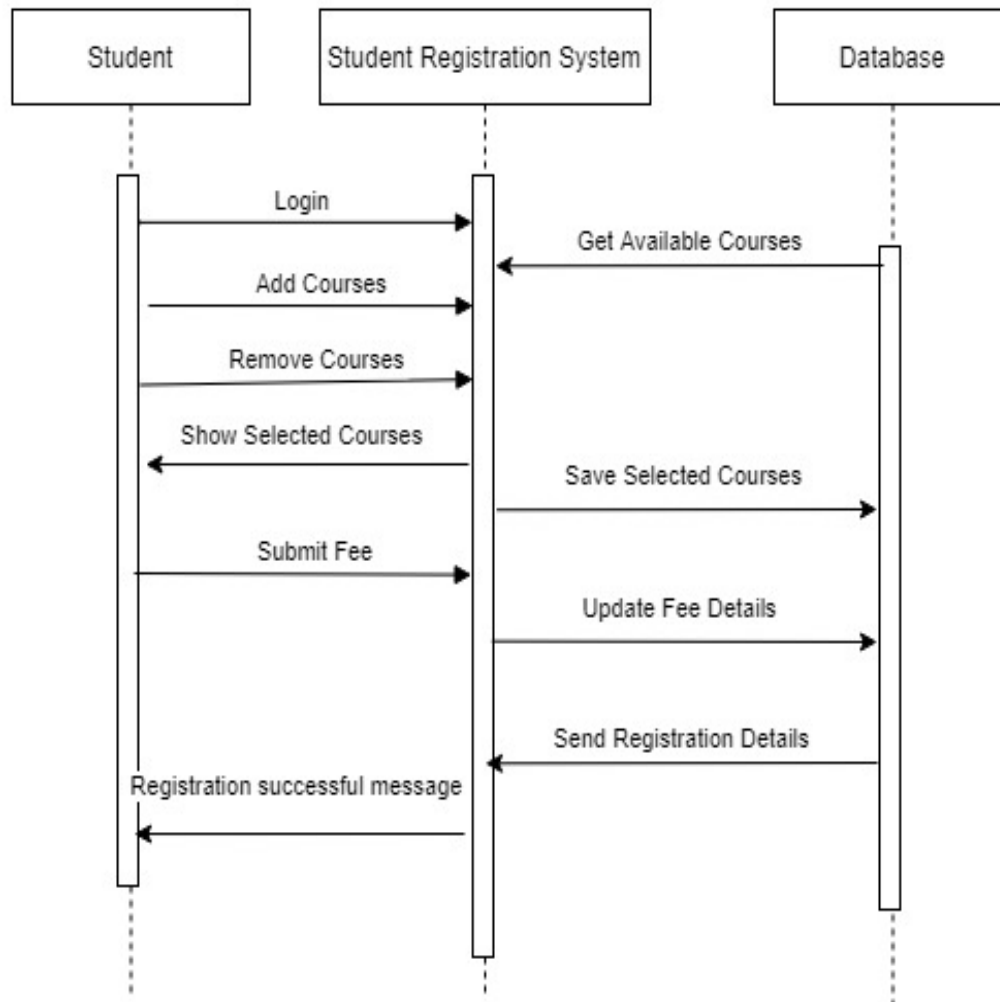 Student
Student Registration System
Database
Login
Get Available Courses
Add Courses
Remove Courses
Show Selected Courses
Save Selected Courses
Submit Fee
Update Fee Details
Send Registration Details
Registration successful message